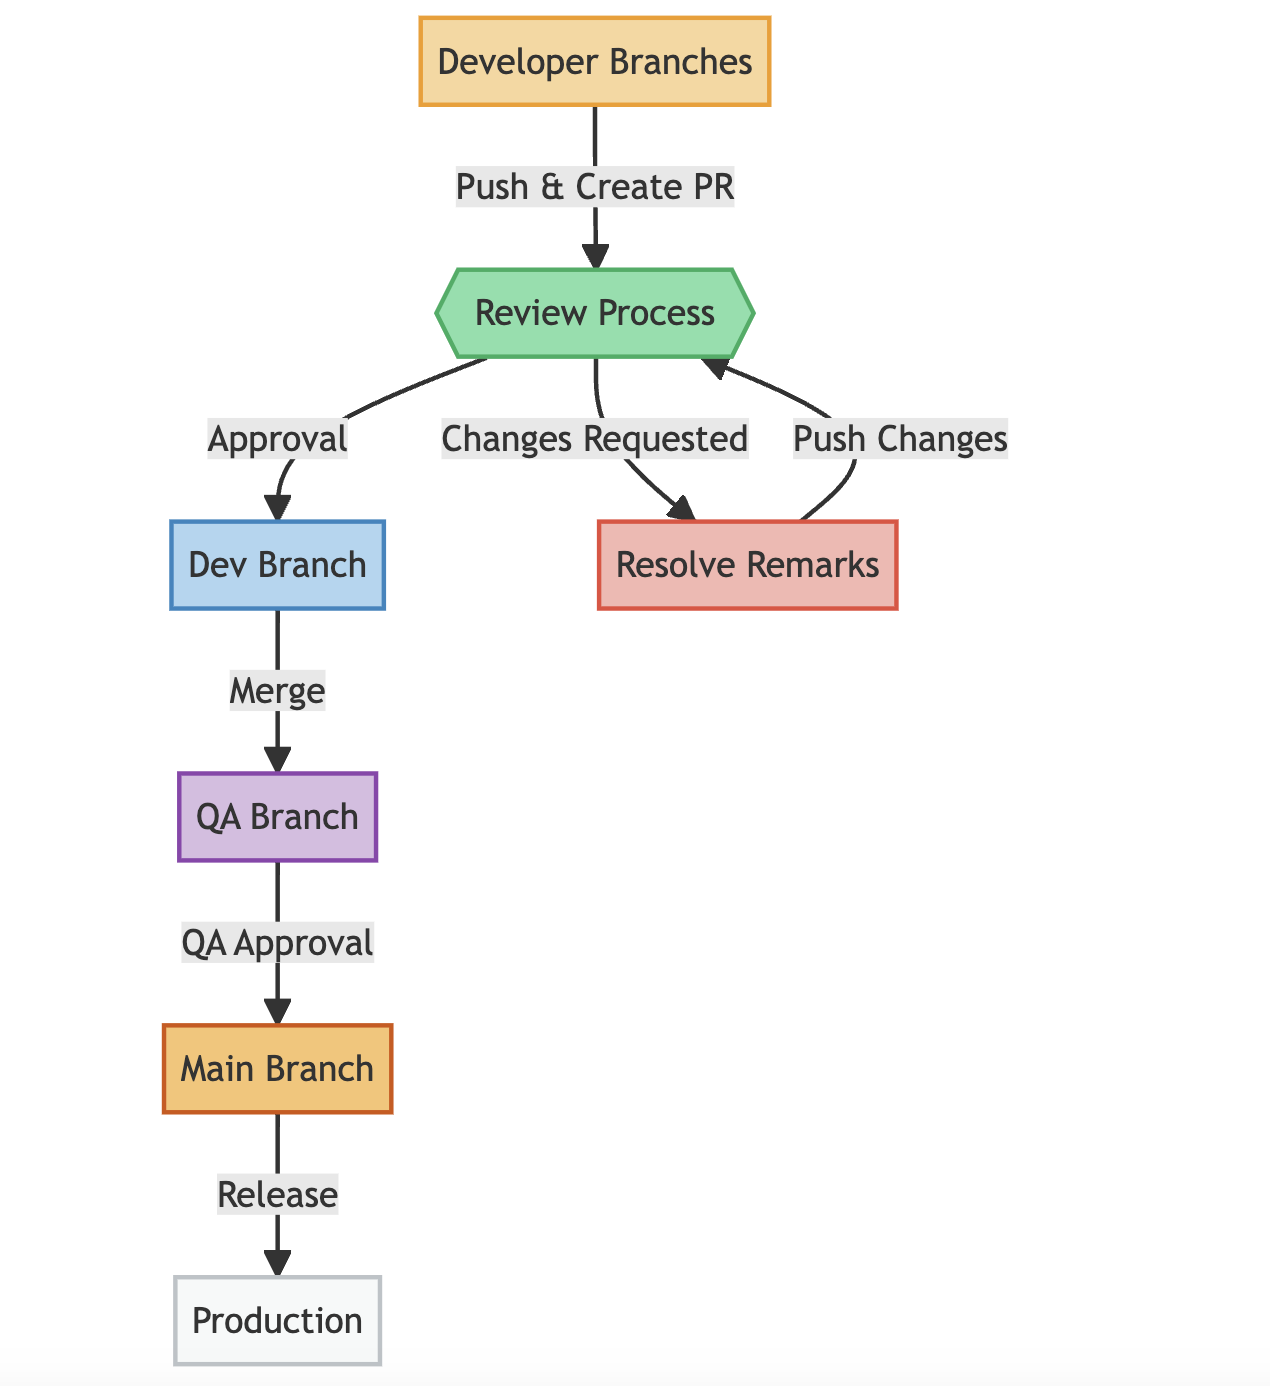 Developer Branches
Push & Create PR
Review Process
Approval
Changes Requested
Push Changes
Dev Branch
Resolve Remarks
Merge
QA Branch
QA Approval
Main Branch
Release
Production